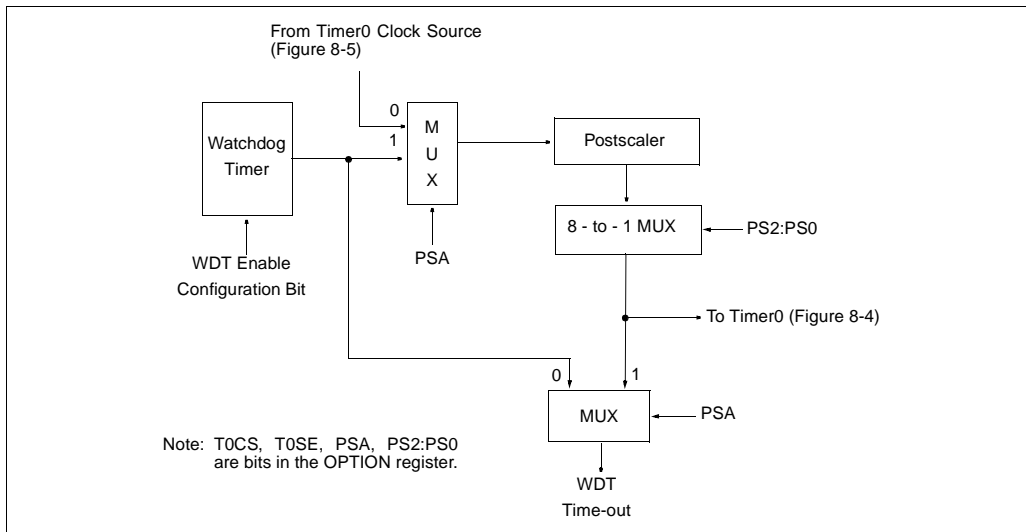 From Timer0 Clock Source
(Figure 8-5)
0
1
M
U
X
Watchdog
Timer
Postscaler
8 - to - 1 MUX
PS2:PS0
PSA
WDT Enable
Configuration Bit
To Timer0 (Figure 8-4)
0
1
MUX
PSA
Note: T0CS, T0SE, PSA, PS2:PS0
are bits in the OPTION register.
WDT
Time-out